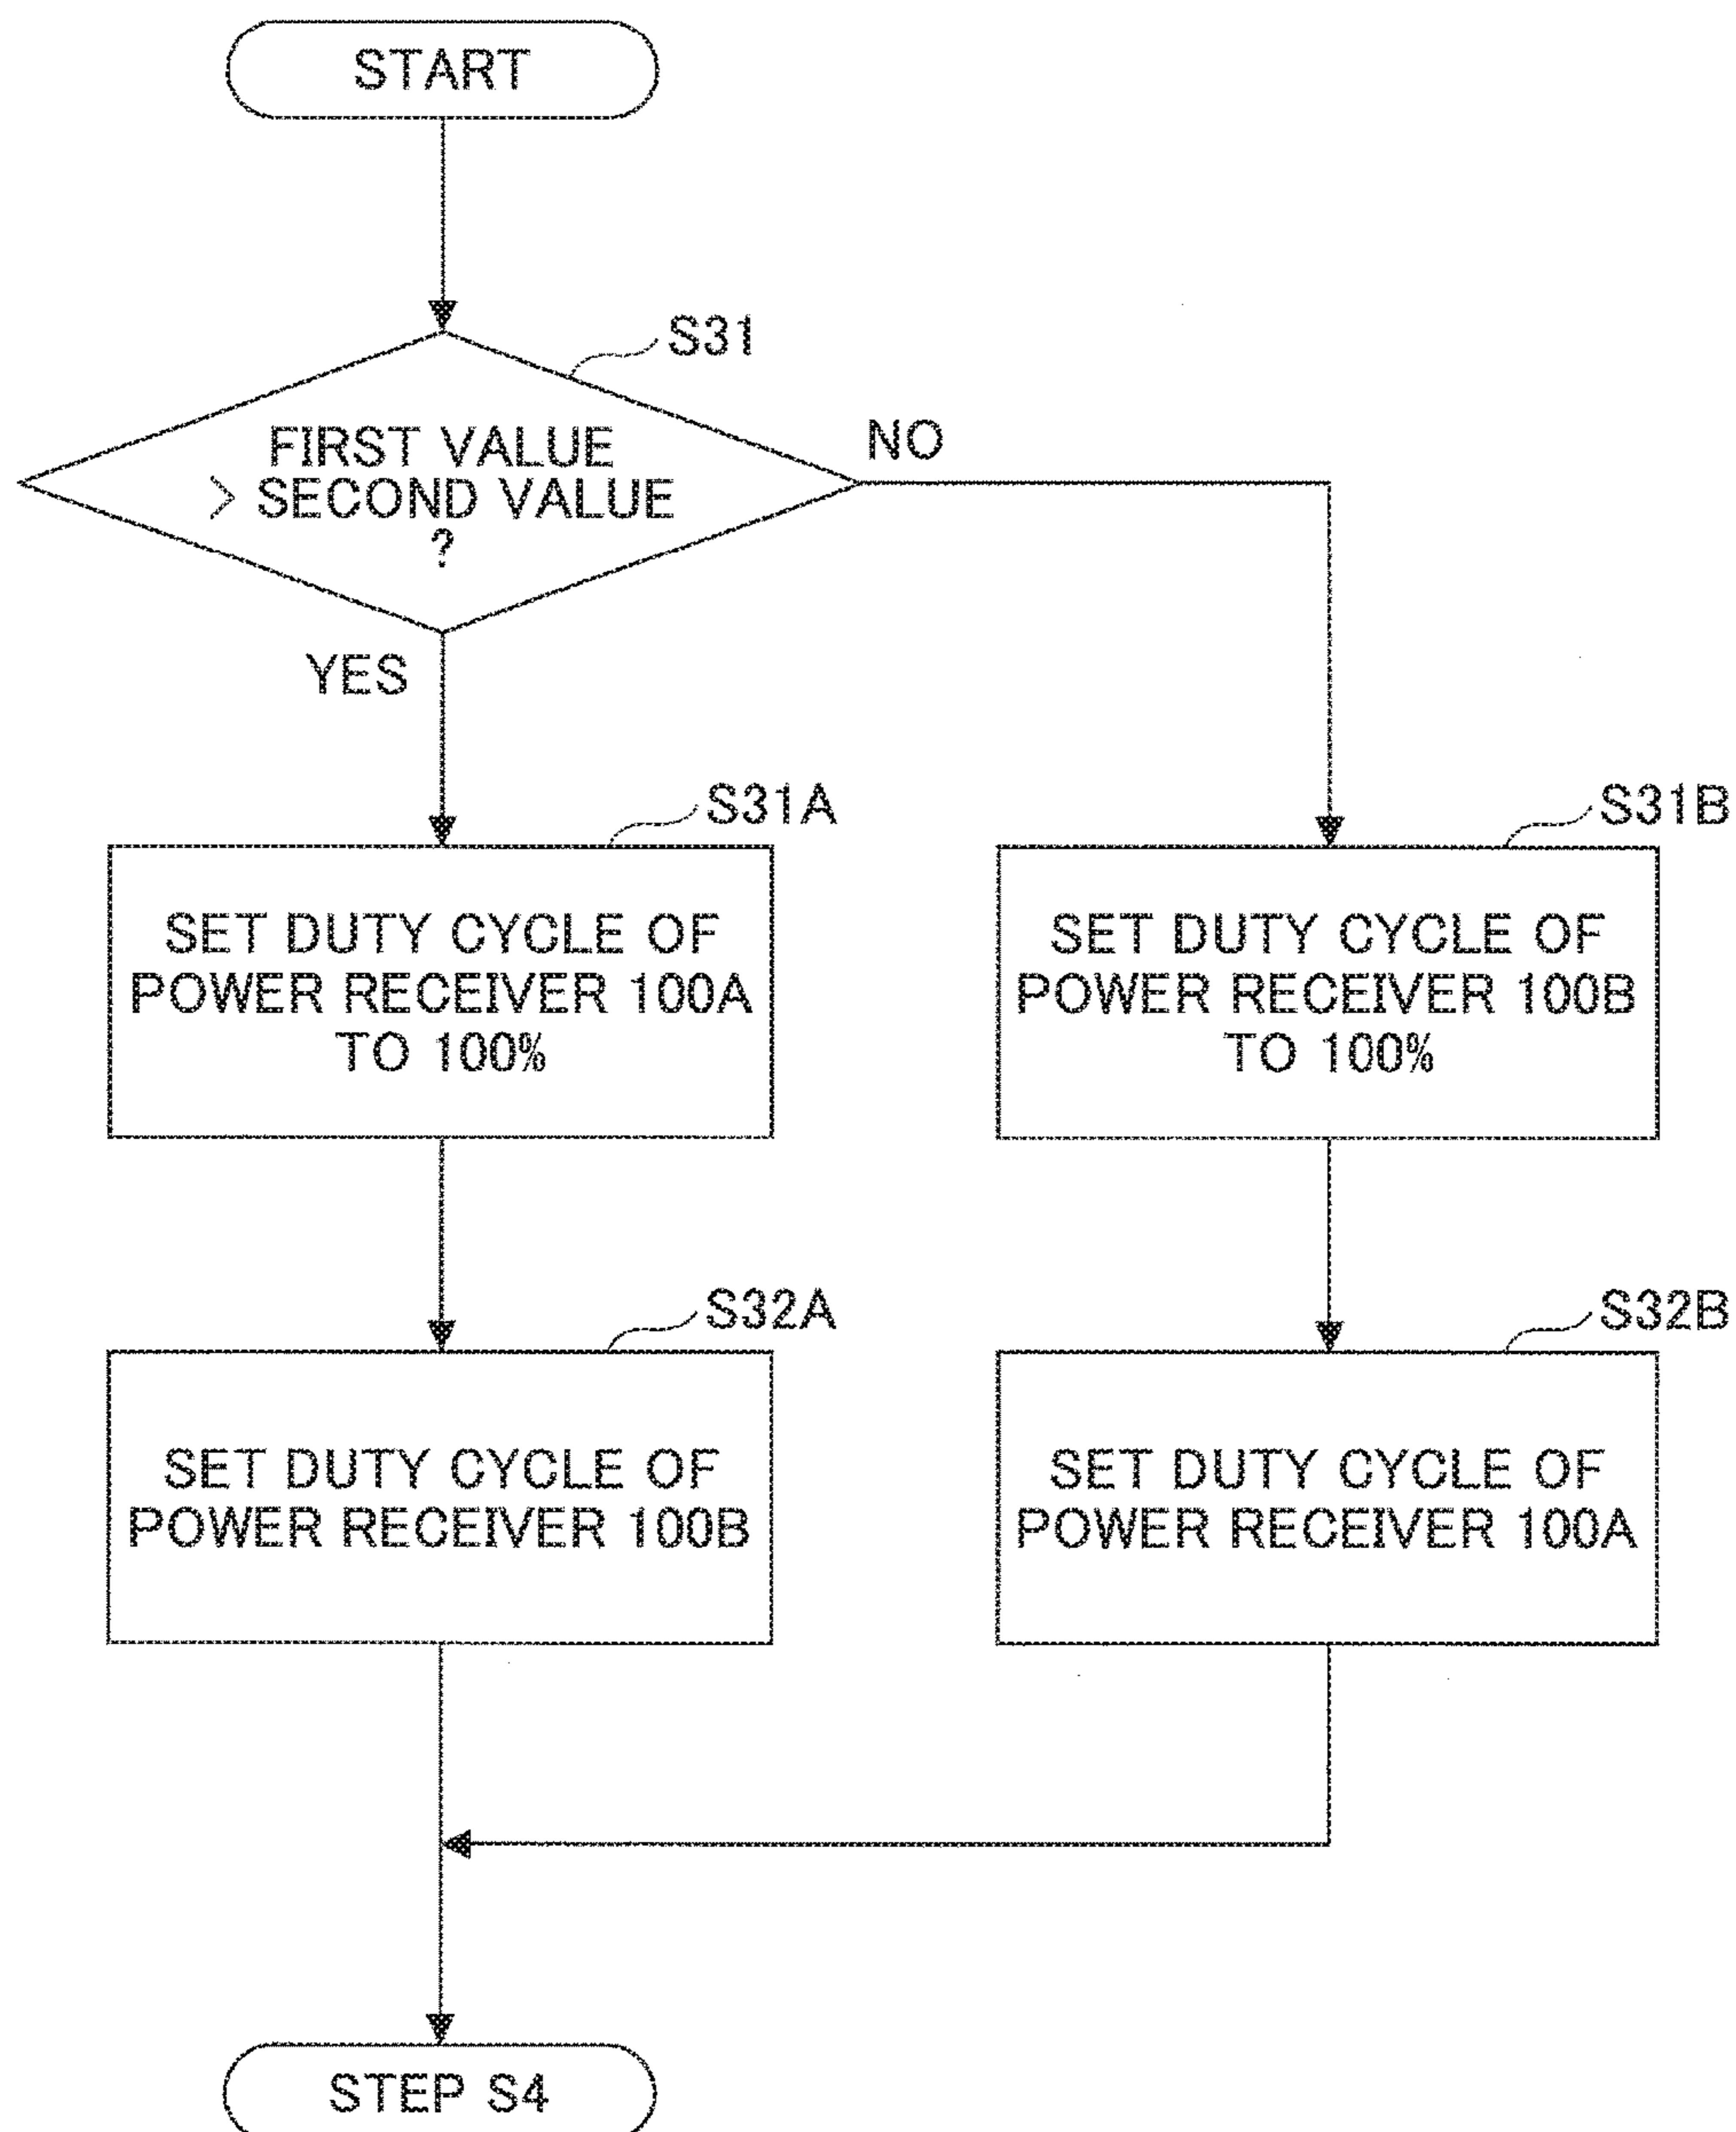 START
S31
FIRST VALUE
> SECOND VALUE
?
NO
YES
S31A
SET DUTY CYCLE OF
POWER RECEIVER 100A
TO 100%
S31B
SET DUTY CYCLE OF
POWER RECEIVER 100B
TO 100%
S32A
SET DUTY CYCLE OF
POWER RECEIVER 100B
S32B
SET DUTY CYCLE OF
POWER RECEIVER 100A
STEP S4